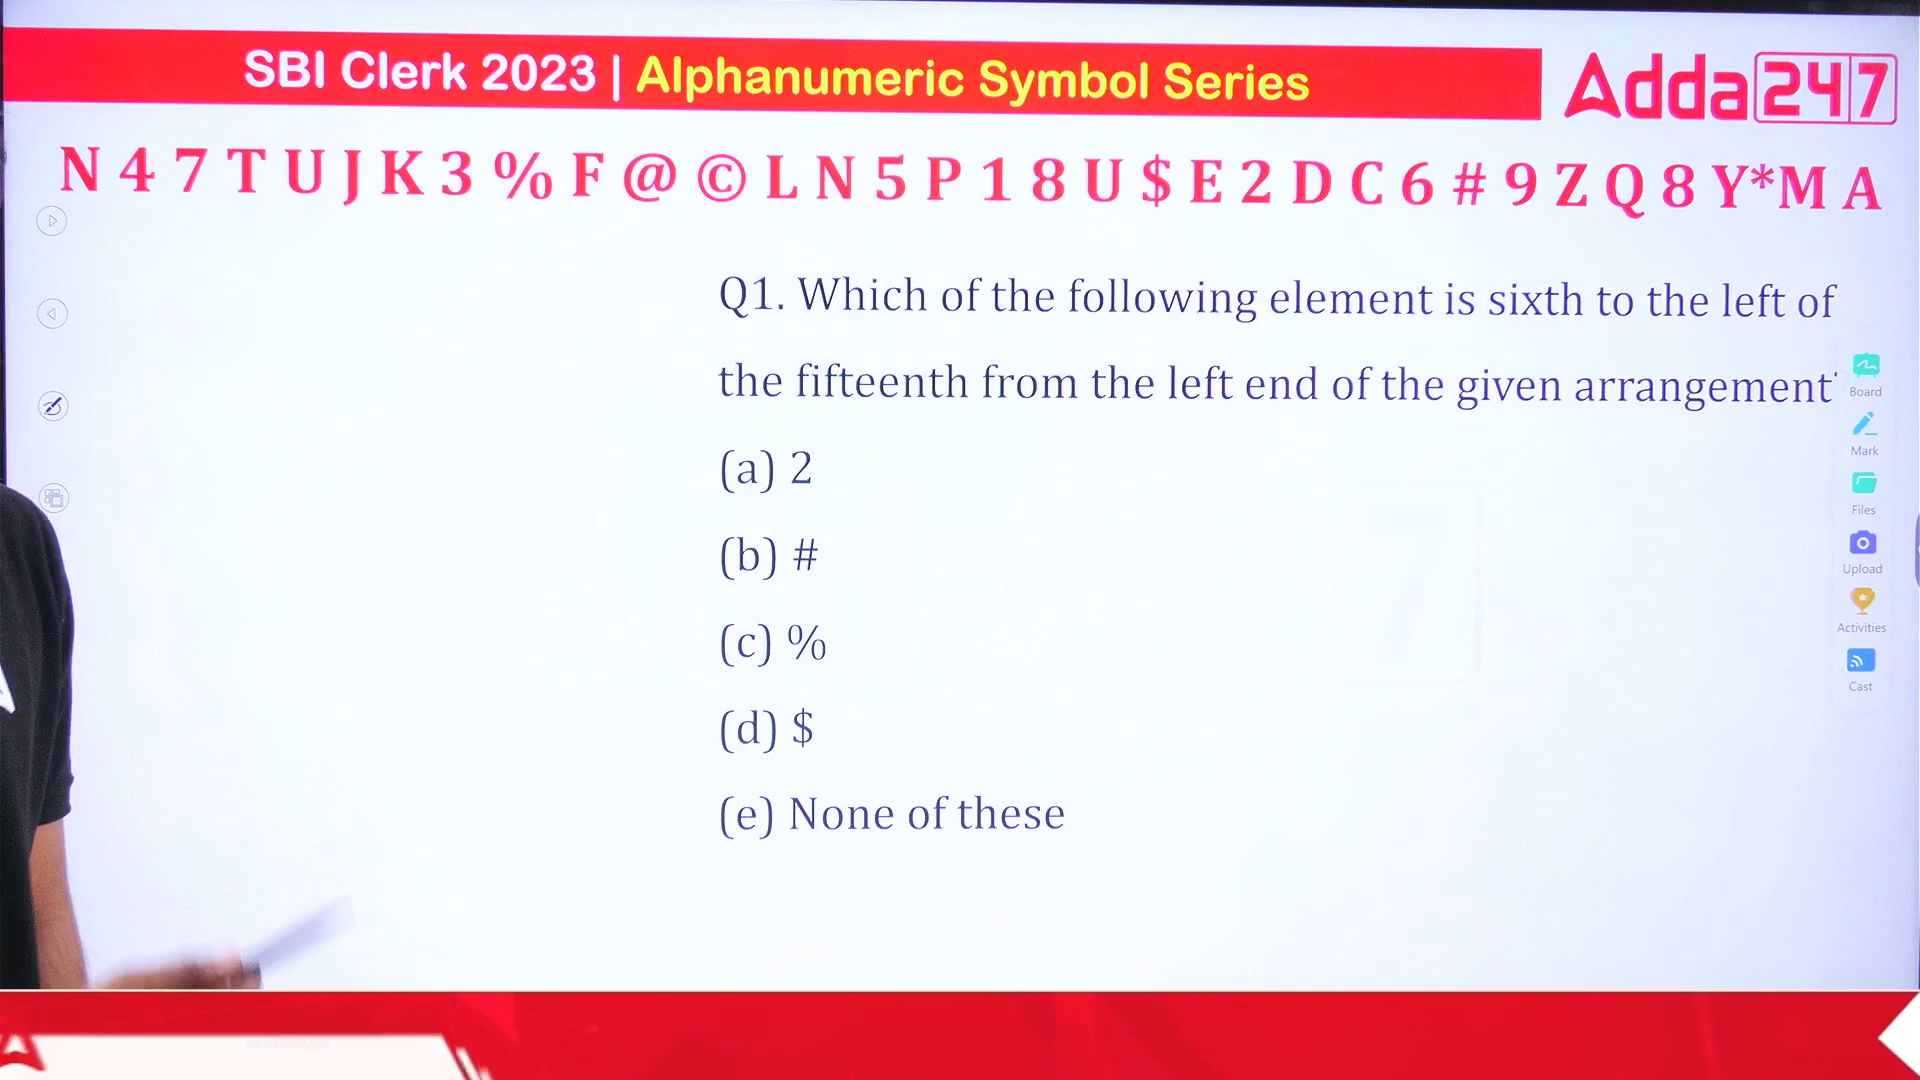 SBI Clerk 2023 | Alphanumeric Symbol Series
Adda247
N 4 7 T U J K 3 % F @ © L N 5 P 1 8 U $ E 2 D C 6 # 9 Z Q 8 Y*M A
Q1. Which of the following element is sixth to the left of
the fifteenth from the left end of the given arrangement
(a) 2
(b) #
(c) %
(d) $
(e) None of these
Board
Mark
Files
Upload
Activities
Cast